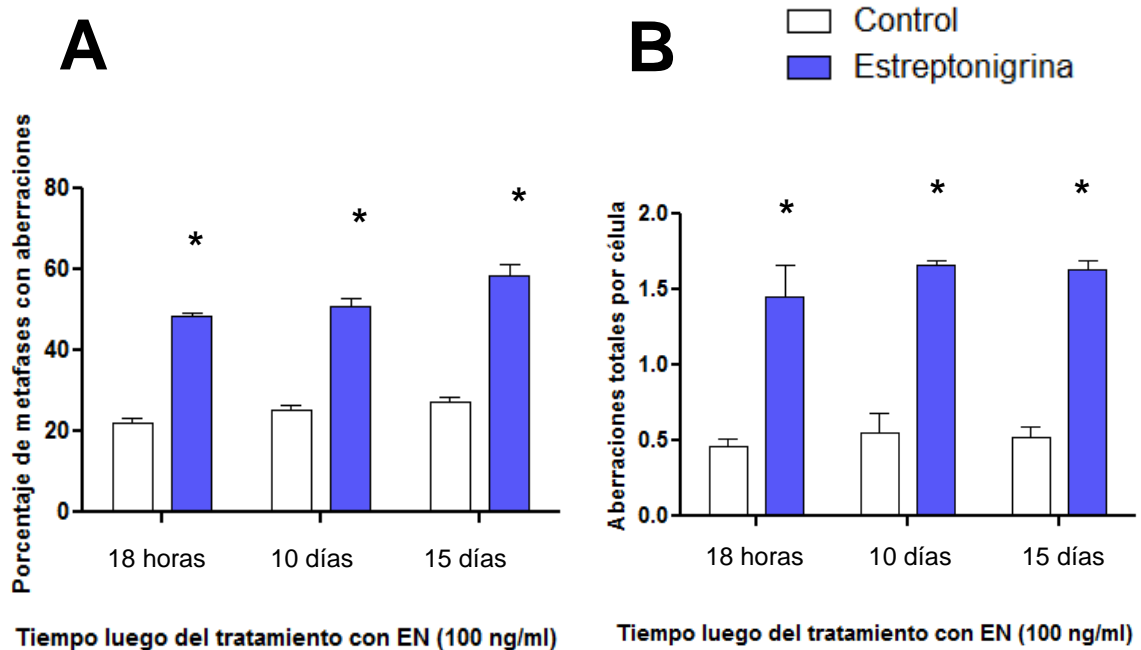 A
B
Control
Estreptonigrina
Porcentaje de metafases con aberraciones
80
60
40
20
0
*
*
*
18 horas
10 días
15 días
Tiempo luego del tratamiento con EN (100 ng/ml)
Aberraciones totales por célula
2.0
1.5
1.0
0.5
0.0
*
*
*
18 horas
10 días
15 días
Tiempo luego del tratamiento con EN (100 ng/ml)